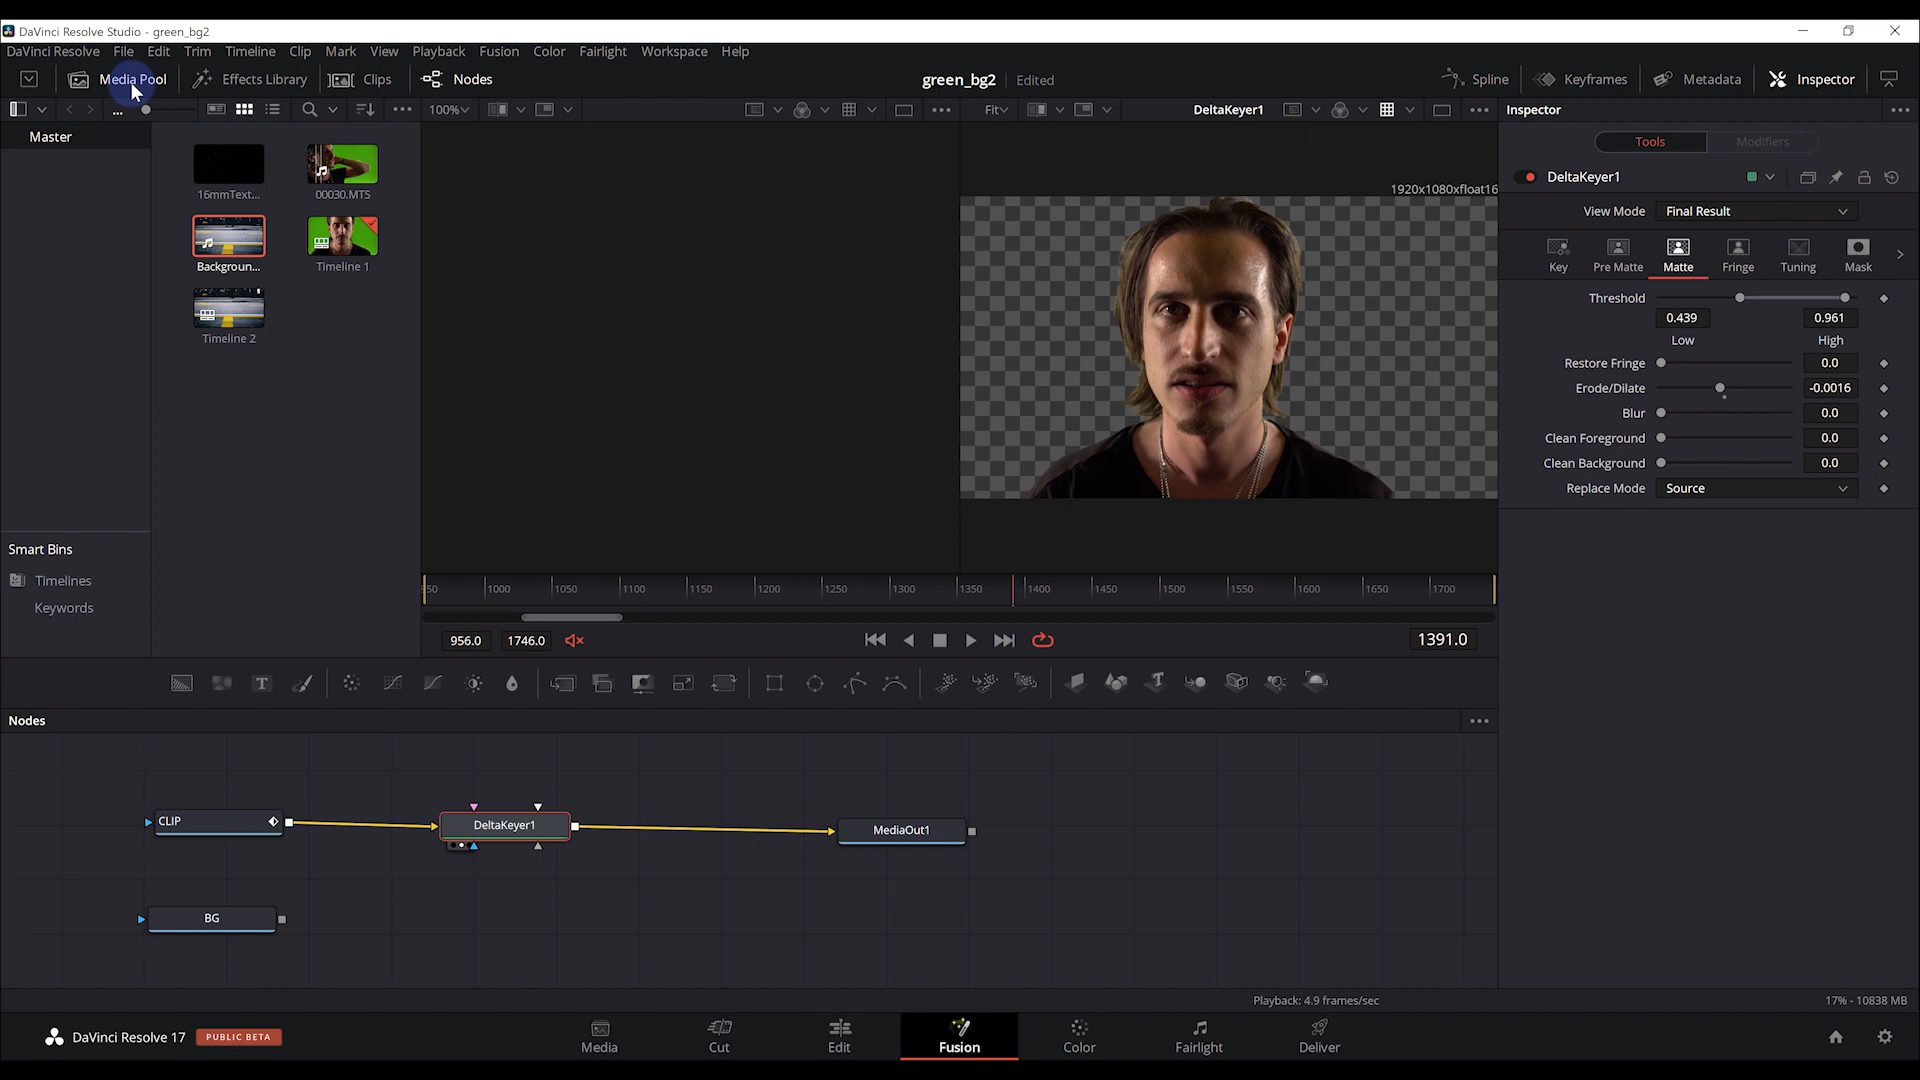 DaVinci Resolve Studio - green_bg2
DaVinci Resolve File Edit Trim Timeline Clip Mark View Playback Fusion Color Fairlight Workspace Help
Media Pool Effects Library Clips Nodes green_bg2 Edited Spline Keyframes Metadata Inspector
100% Fit DeltaKeyer1 Inspector
Master
Tools Modifiers
DeltaKeyer1
1920x1080xfloat16
16mmText... 00030.MTS
View Mode Final Result
Key Pre Matte Matte Fringe Tuning Mask
Backgroun... Timeline 1
Threshold
0.439 0.961
Low High
Timeline 2
Restore Fringe 0.0
Erode/Dilate -0.0016
Blur 0.0
Clean Foreground 0.0
Clean Background 0.0
Replace Mode Source
Smart Bins
Timelines
Keywords
50 1000 1050 1100 1150 1200 1250 1300 1350 1400 1450 1500 1550 1600 1650 1700
956.0 1746.0 1391.0
Nodes
CLIP DeltaKeyer1 MediaOut1
BG
Playback: 4.9 frames/sec 17% - 10838 MB
DaVinci Resolve 17 PUBLIC BETA
Media Cut Edit Fusion Color Fairlight Deliver